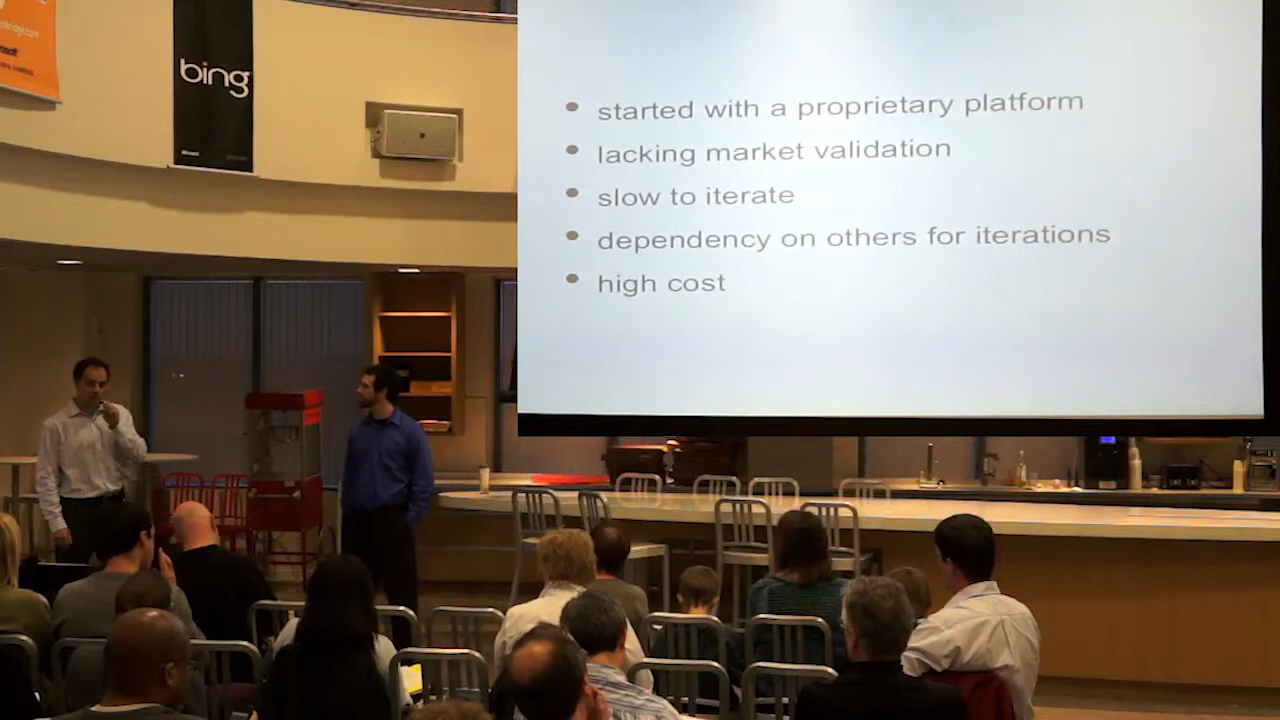 bing
started with a proprietary platform
lacking market validation
slow to iterate
dependency on others for iterations
high cost